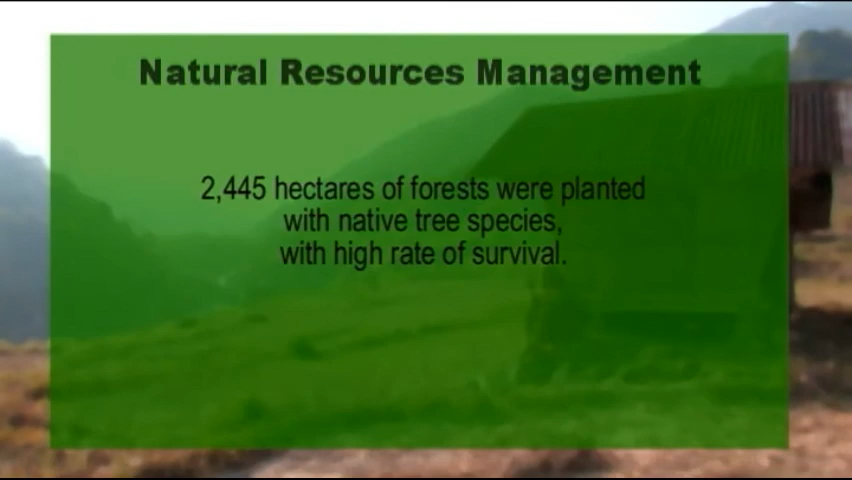 Natural Resources Management
2,445 hectares of forests were planted
with native tree species,
with high rate of survival.